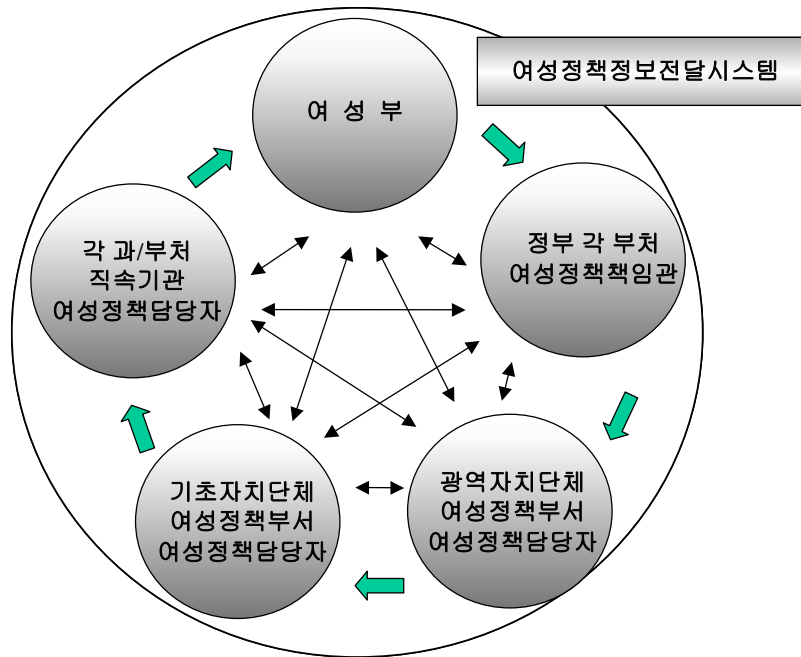 여성정책정보전달시스템
여 성 부
정부 각 부처
여성정책책임관
각 과/부처
직속기관
여성정책담당자
기초자치단체
여성정책부서
여성정책담당자
광역자치단체
여성정책부서
여성정책담당자